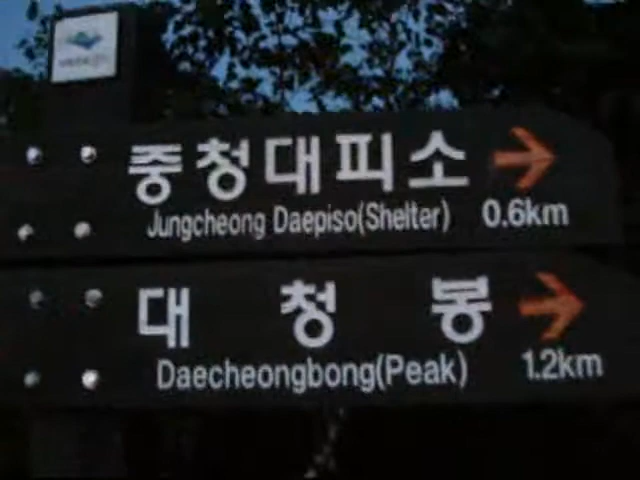 중청대피소
Jungcheong Daepiso(Shelter) 0.6km
대청봉
Daecheongbong(Peak) 1.2km